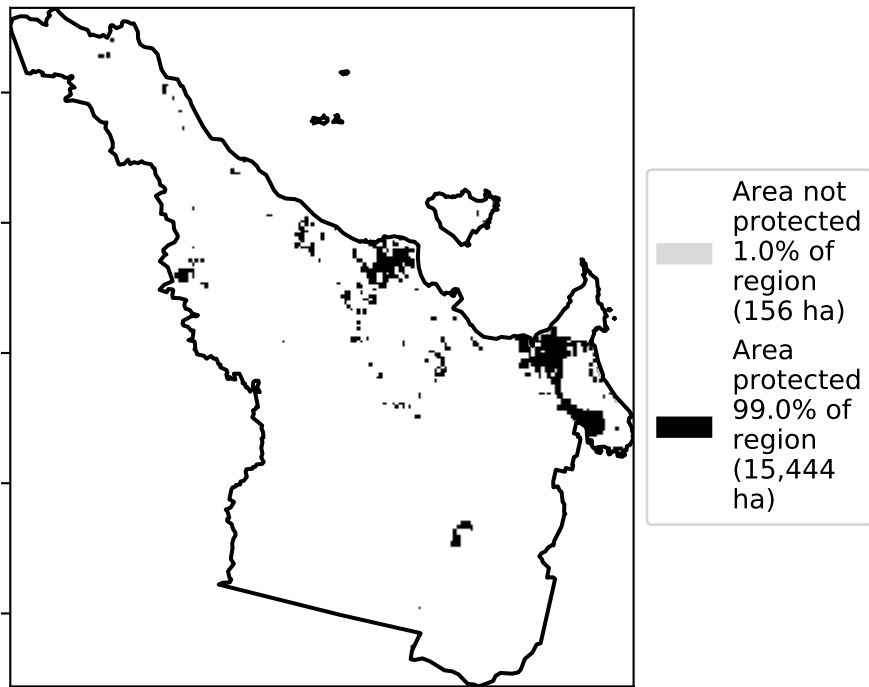 Area not
protected
1.0% of
region
(156 ha)
Area
protected
99.0% of
region
(15,444
ha)